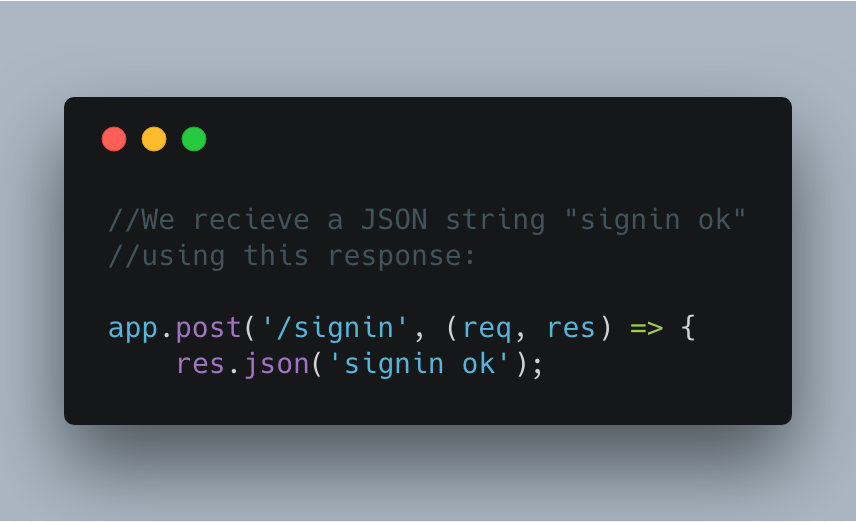 //We recieve a JSON string "signin ok"
//using this response:
app.post('/signin', (req, res) => {
    res.json('signin ok');